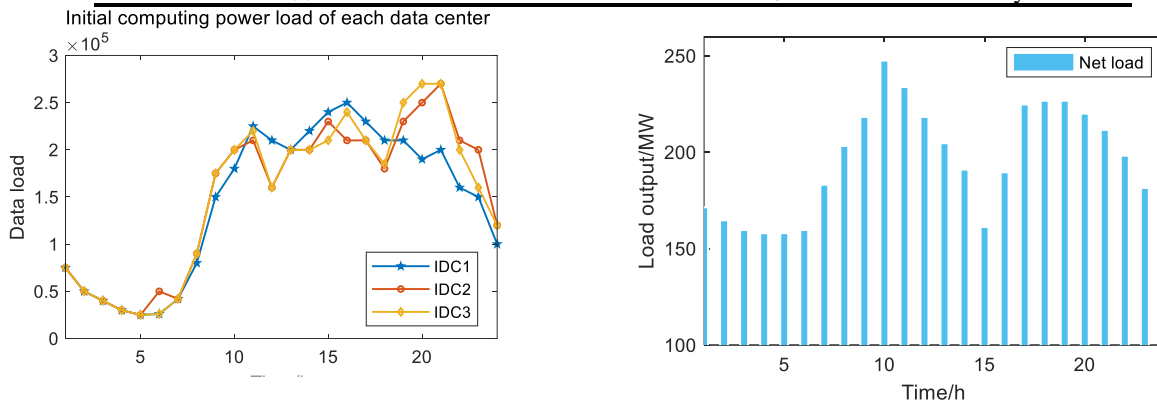 Initial computing power load of each data center
×10⁵
3
2.5
2
1.5
1
0.5
0
Data load
5
10
15
20
IDC1
IDC2
IDC3
250
200
150
100
Load output/MW
Net load
5
10
15
20
Time/h